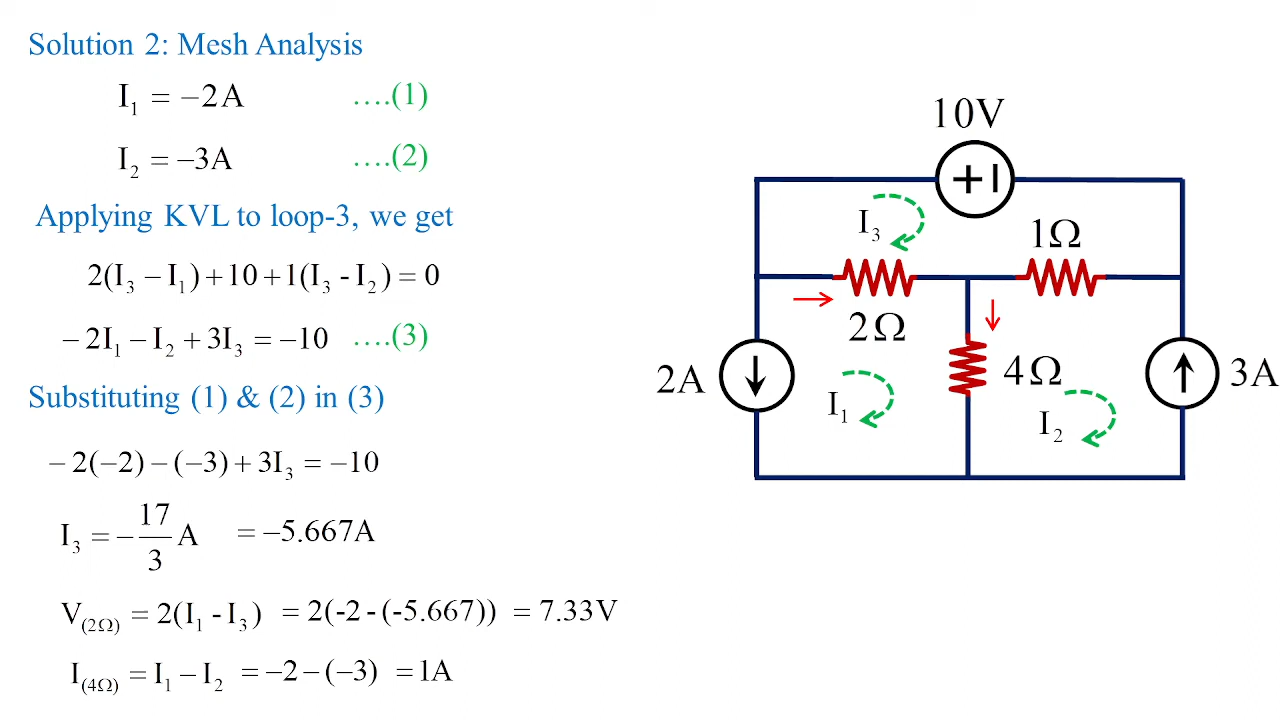 Solution 2: Mesh Analysis
I₁ = −2A ….(1)
I₂ = −3A ….(2)
Applying KVL to loop-3, we get
2(I₃ − I₁) + 10 + 1(I₃ - I₂) = 0
− 2I₁ − I₂ + 3I₃ = −10 ….(3)
Substituting (1) & (2) in (3)
− 2(−2) − (−3) + 3I₃ = −10
I₃ = − 17/3 A = −5.667A
V₍₂Ω₎ = 2(I₁ - I₃) = 2(-2 - (-5.667)) = 7.33V
I₍₄Ω₎ = I₁ − I₂ = −2 − (−3) = 1A
10V
+ I
I₃
1Ω
2Ω
2A
4Ω
3A
I₁
I₂